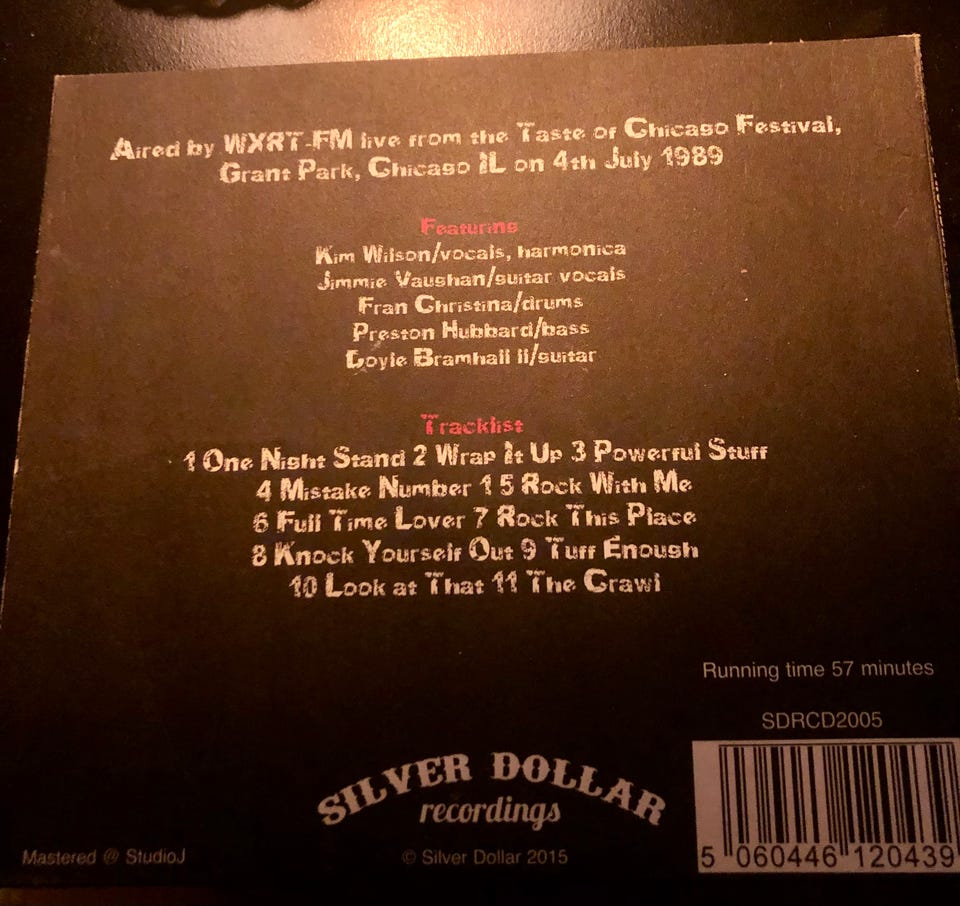 Aired by WXRT-FM live from the Taste of Chicago Festival,
Grant Park, Chicago IL on 4th July 1989
Featuring
Kim Wilson/vocals, harmonica
Jimmie Vaughan/guitar vocals
Fran Christina/drums
Preston Hubbard/bass
Doyle Bramhall II/guitar
Tracklist
1 One Night Stand 2 Wrap It Up 3 Powerful Stuff
4 Mistake Number 1 5 Rock With Me
6 Full Time Lover 7 Rock This Place
8 Knock Yourself Out 9 Tuff Enough
10 Look at That 11 The Crawl
Running time 57 minutes
SDRCD2005
SILVER DOLLAR
recordings
Mastered @ StudioJ
© Silver Dollar 2015
5 060446 120439